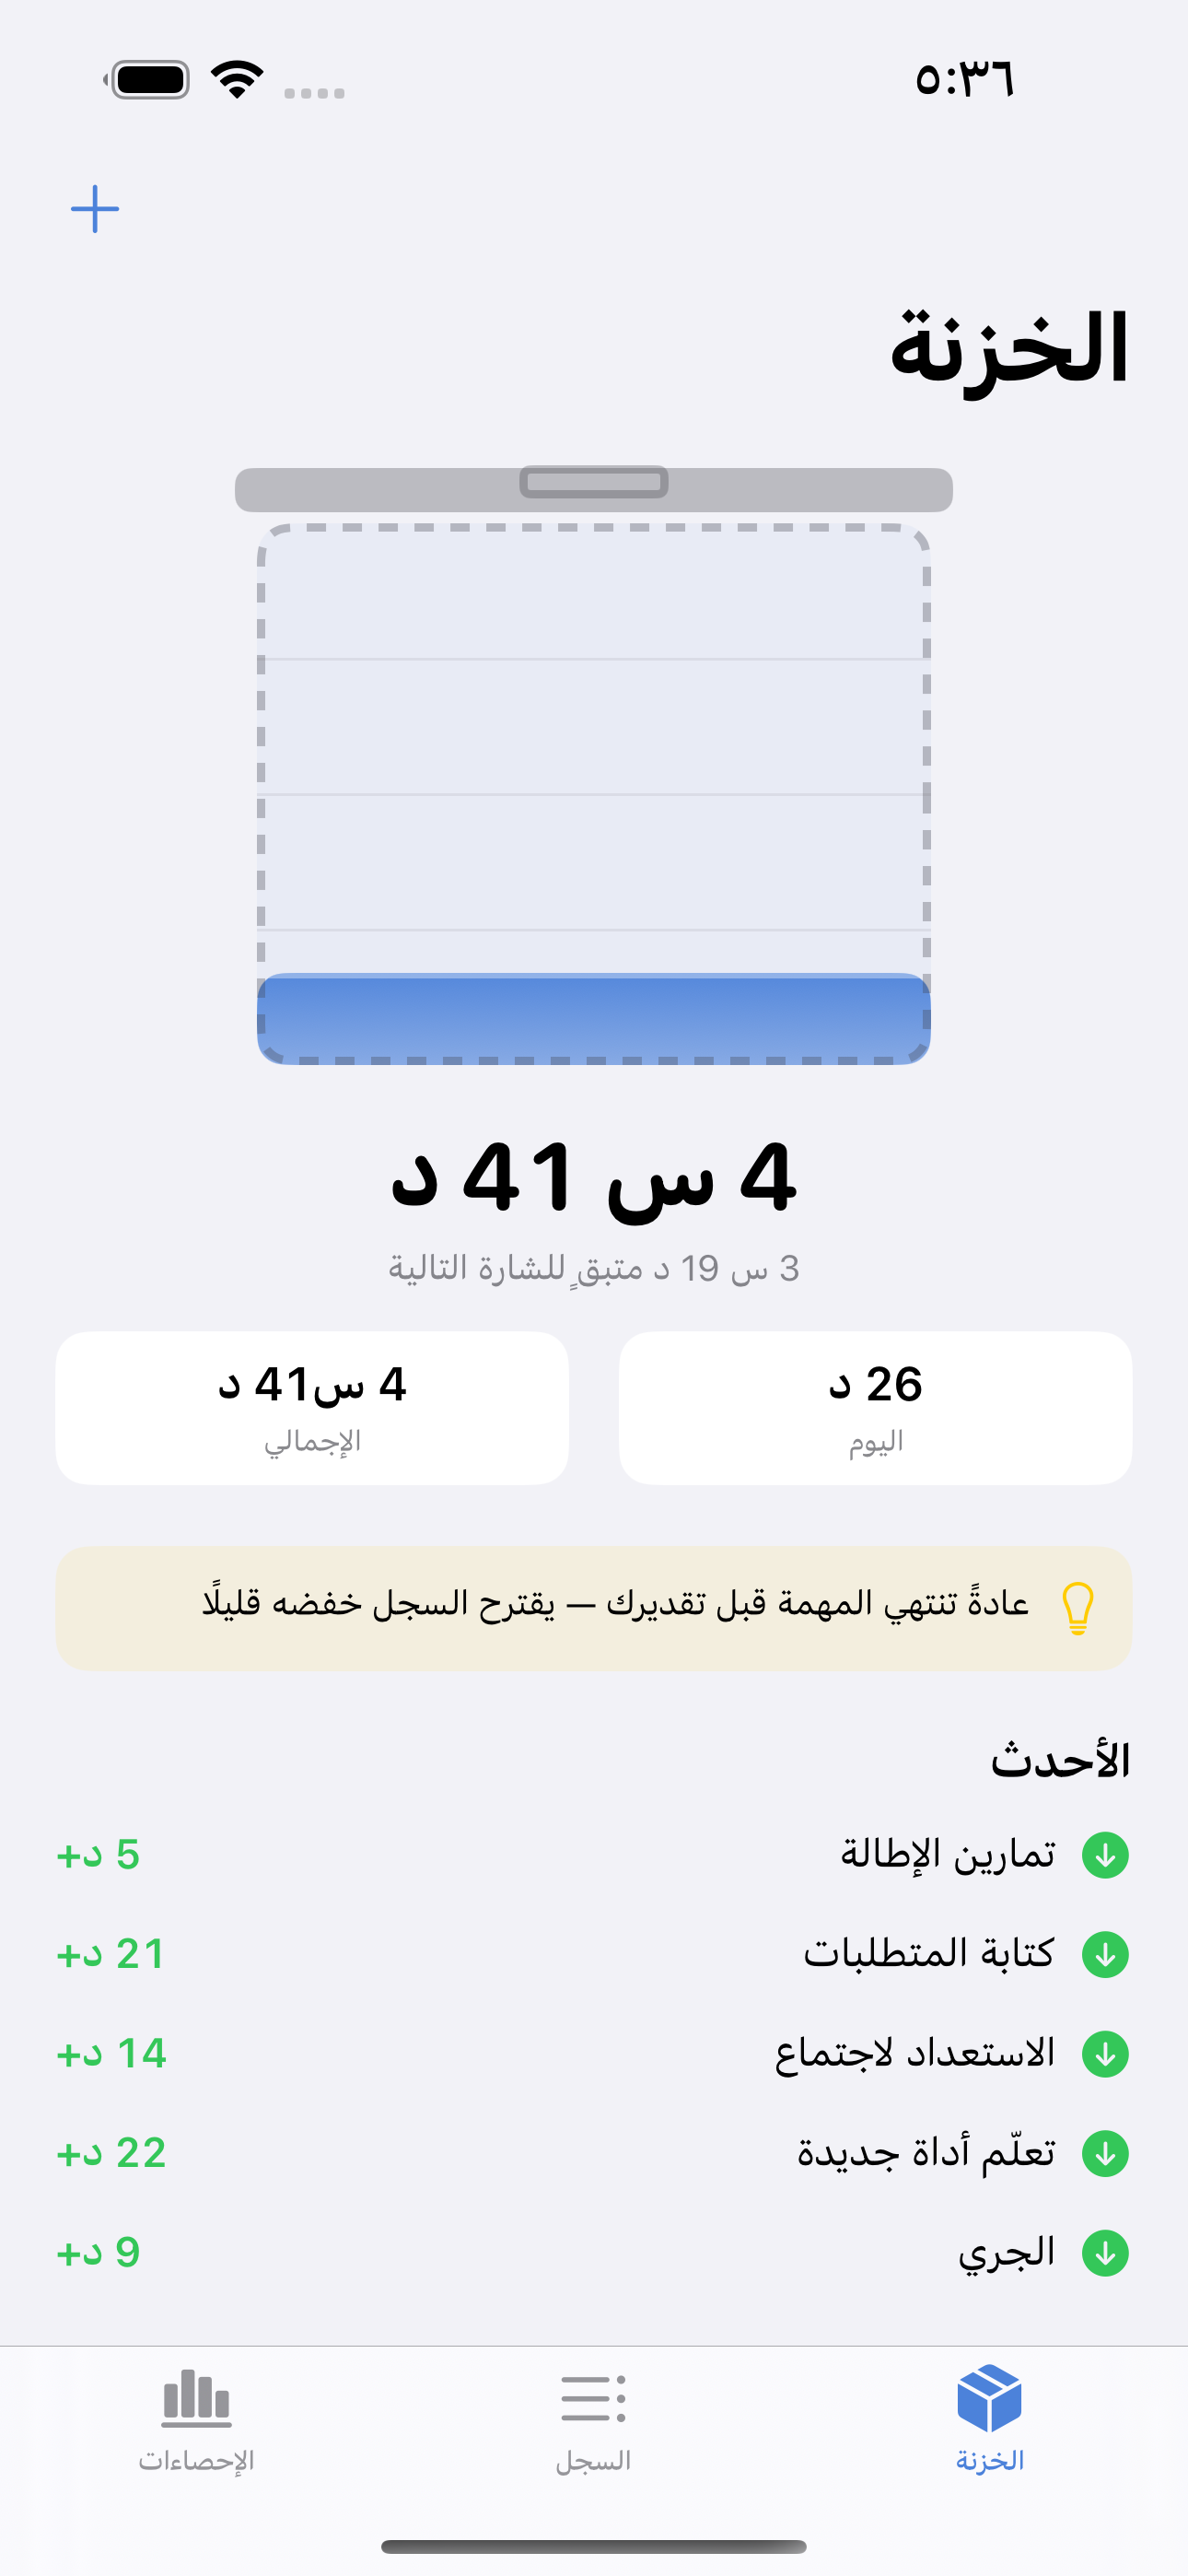 ٥:٣٦
الخزنة
4 س 41 د
3 س 19 د متبقٍ للشارة التالية
26 د
اليوم
4 س41 د
الإجمالي
عادةً تنتهي المهمة قبل تقديرك — يقترح السجل خفضه قليلًا
الأحدث
تمارين الإطالة
5 د+
كتابة المتطلبات
21 د+
الاستعداد لاجتماع
14 د+
تعلّم أداة جديدة
22 د+
الجري
9 د+
الخزنة
السجل
الإحصاءات